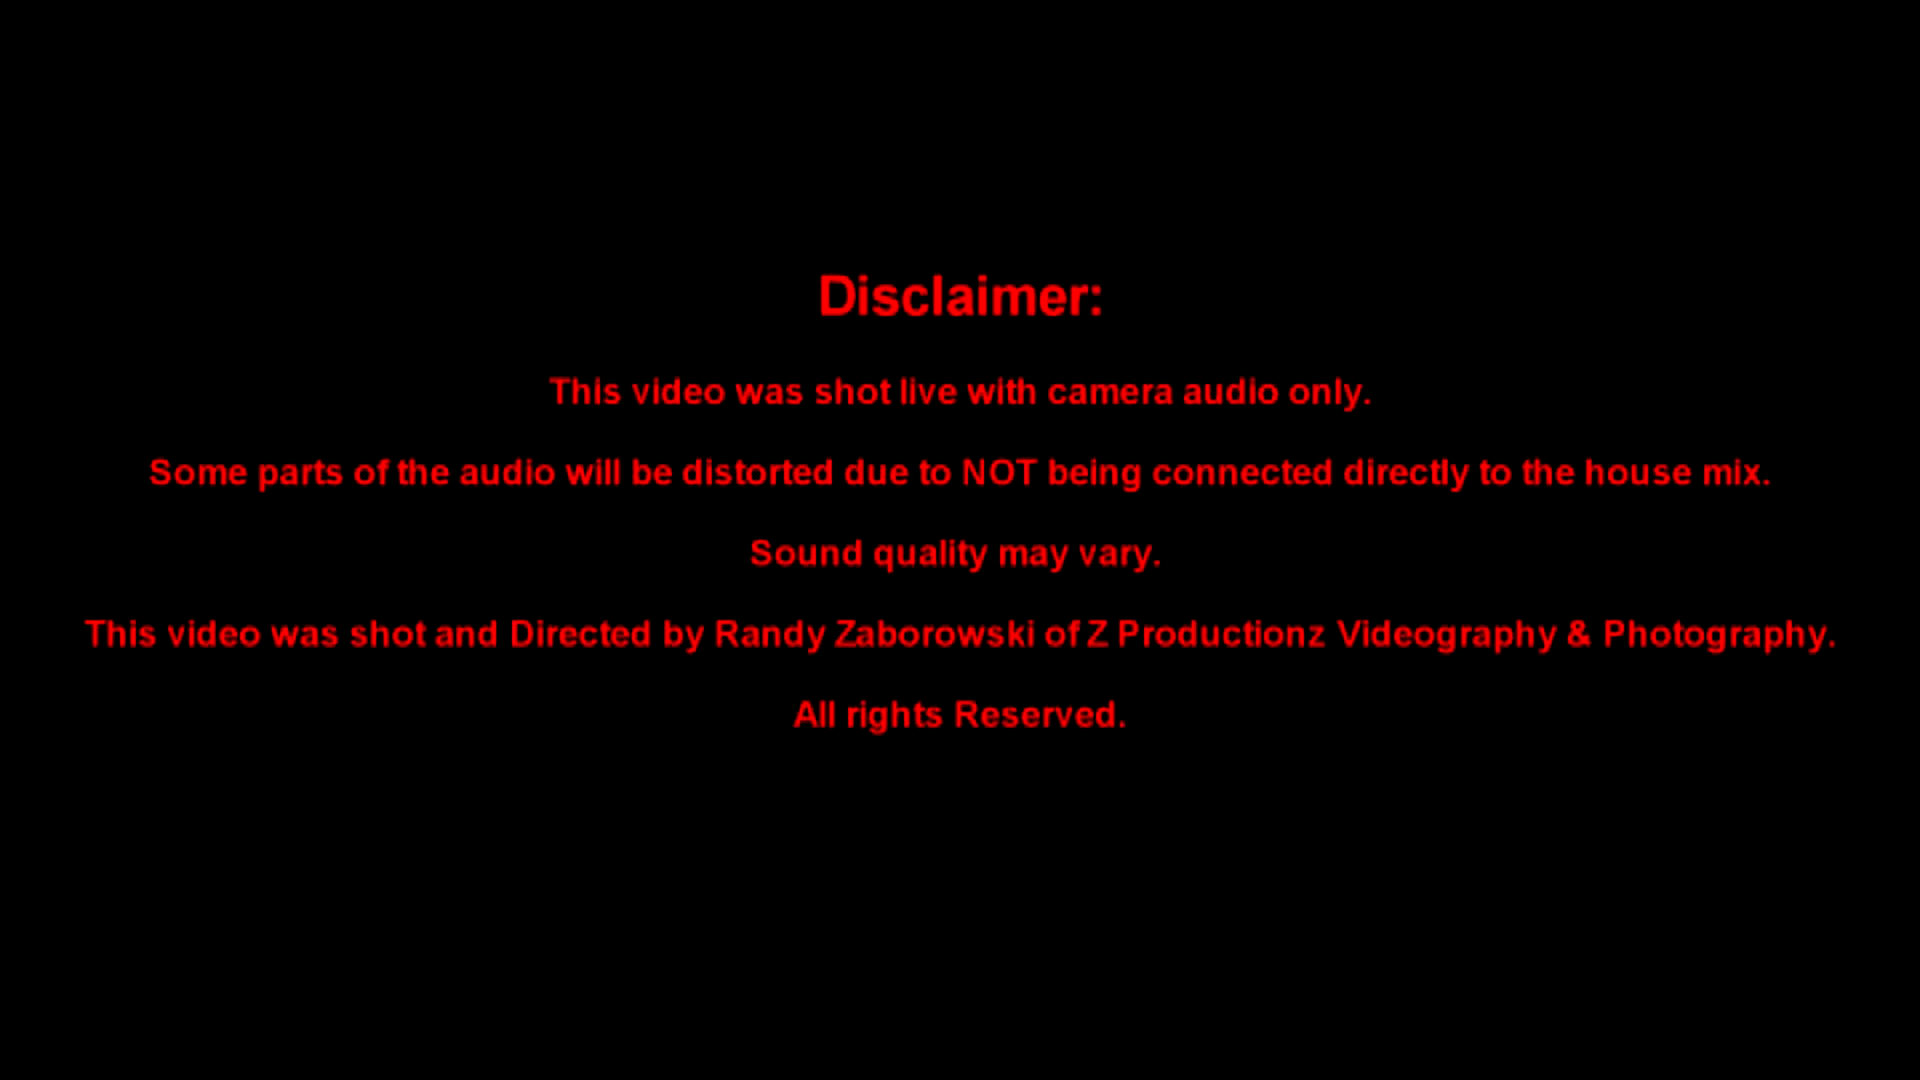 Disclaimer:
This video was shot live with camera audio only.
Some parts of the audio will be distorted due to NOT being connected directly to the house mix.
Sound quality may vary.
This video was shot and Directed by Randy Zaborowski of Z Productionz Videography & Photography.
All rights Reserved.